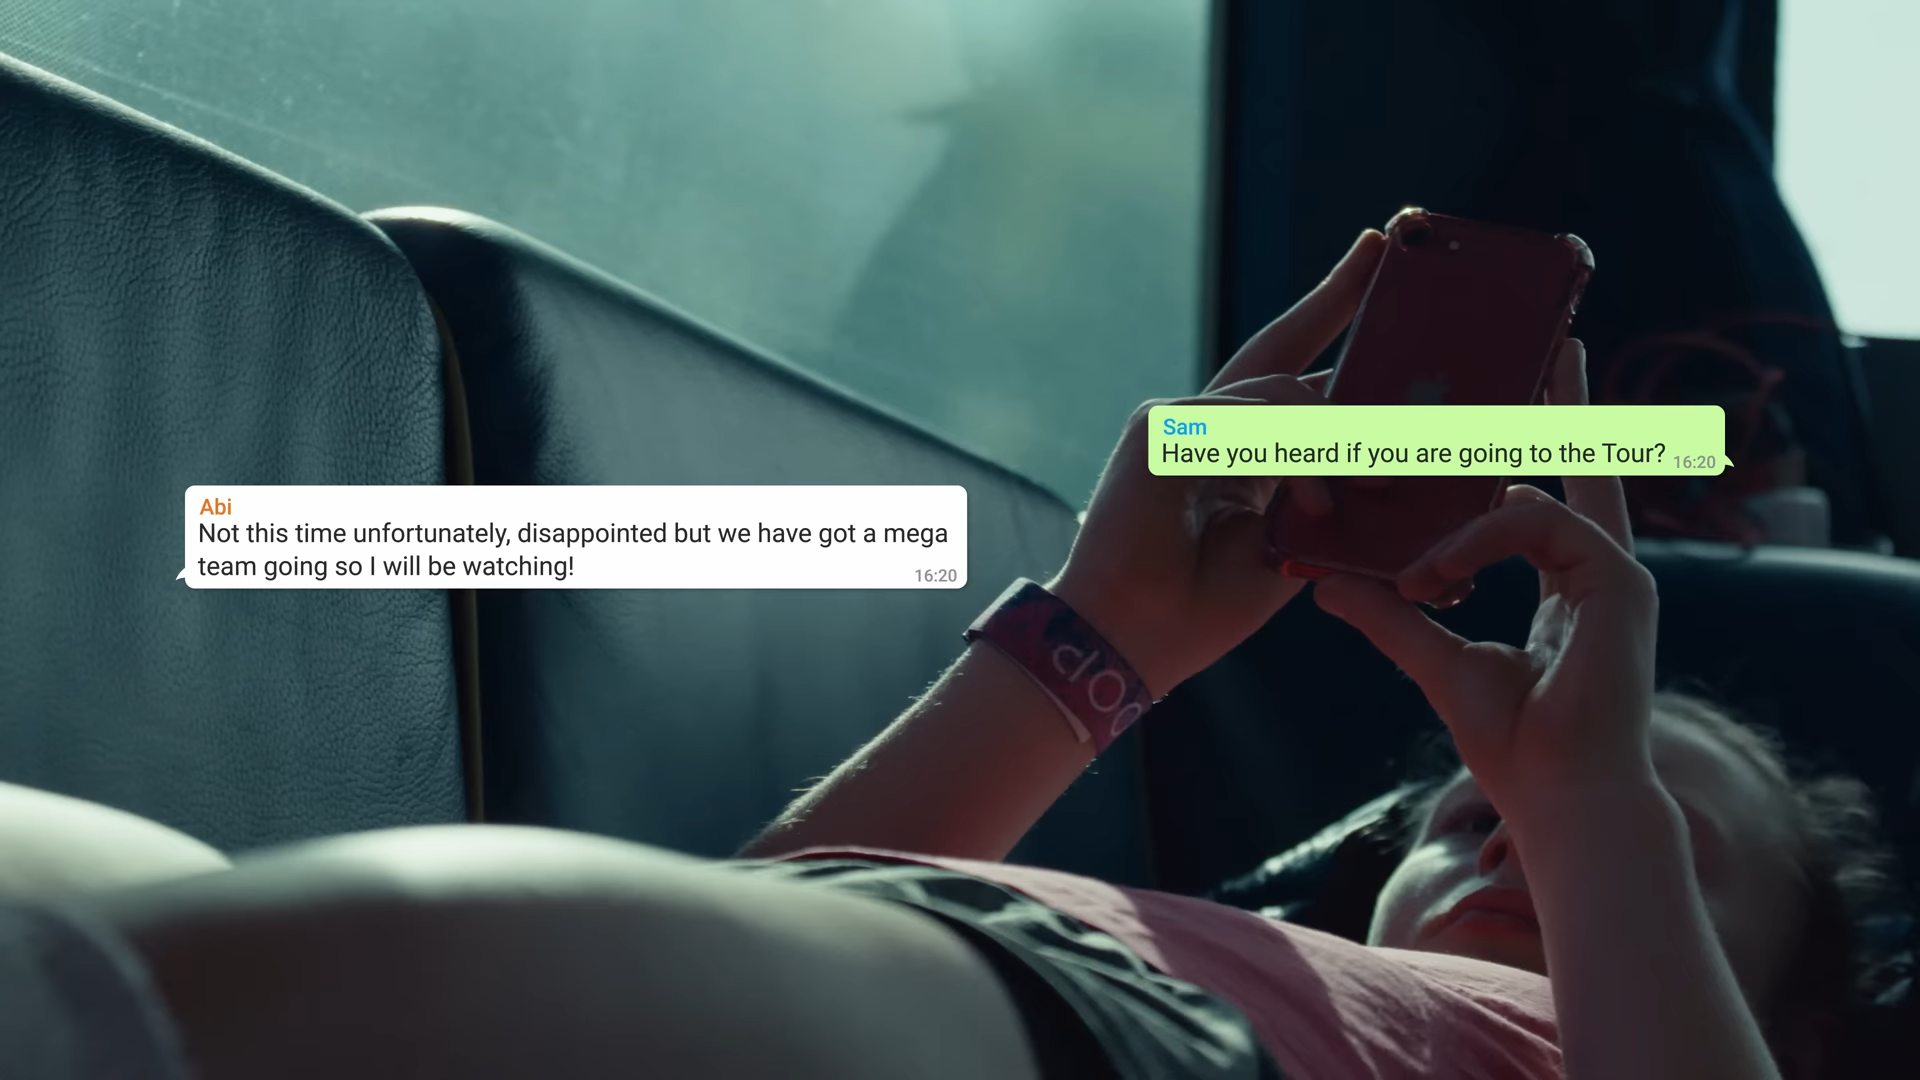 Sam
Have you heard if you are going to the Tour? 16:20
Abi
Not this time unfortunately, disappointed but we have got a mega
team going so I will be watching!
16:20